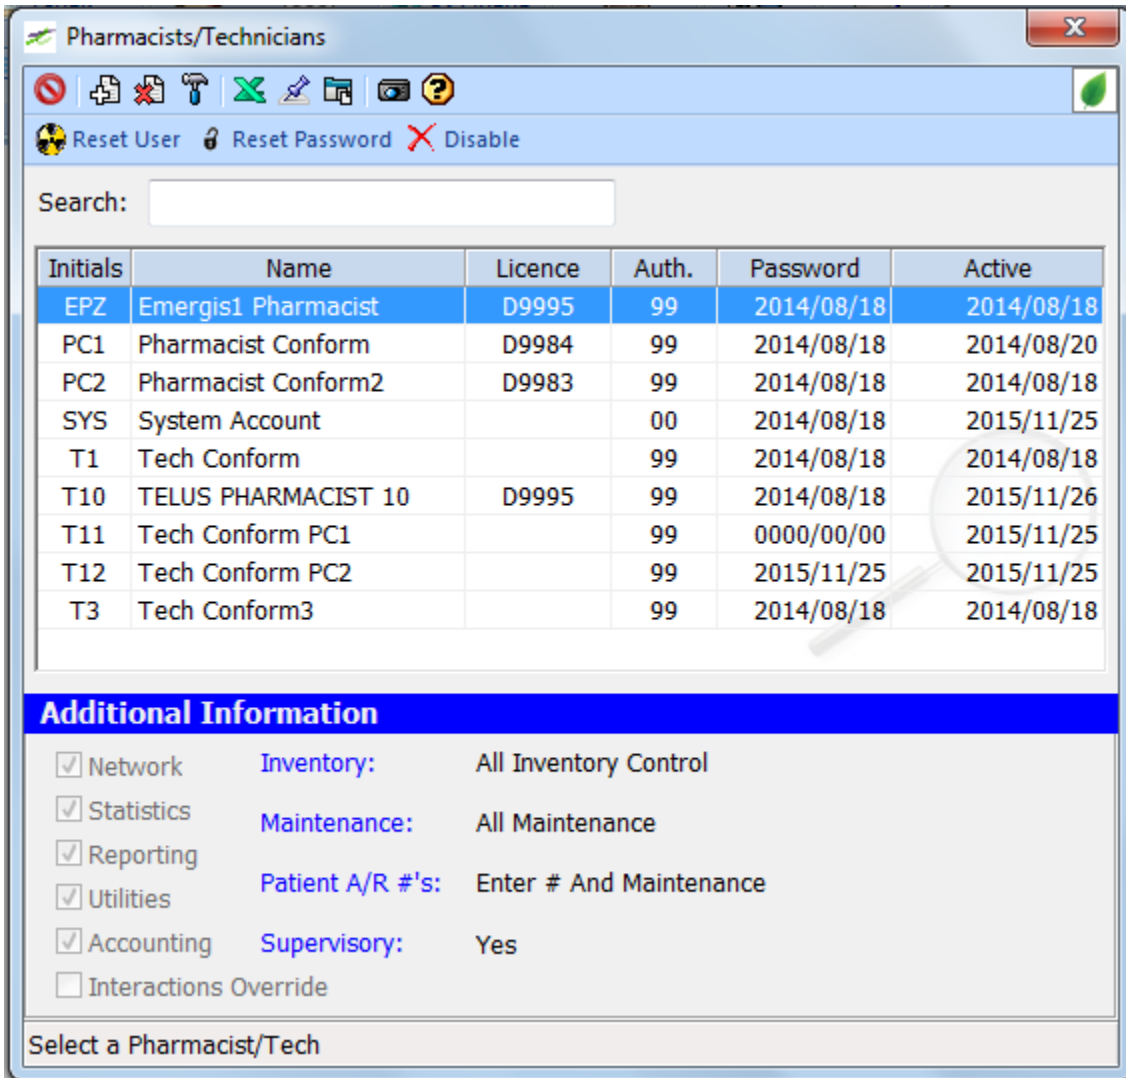 Pharmacists/Technicians
Reset User Reset Password Disable
Search:
Initials Name Licence Auth. Password Active
EPZ Emergis1 Pharmacist D9995 99 2014/08/18 2014/08/18
PC1 Pharmacist Conform D9984 99 2014/08/18 2014/08/20
PC2 Pharmacist Conform2 D9983 99 2014/08/18 2014/08/18
SYS System Account 00 2014/08/18 2015/11/25
T1 Tech Conform 99 2014/08/18 2014/08/18
T10 TELUS PHARMACIST 10 D9995 99 2014/08/18 2015/11/26
T11 Tech Conform PC1 99 0000/00/00 2015/11/25
T12 Tech Conform PC2 99 2015/11/25 2015/11/25
T3 Tech Conform3 99 2014/08/18 2014/08/18
Additional Information
Network Inventory: All Inventory Control
Statistics
Maintenance: All Maintenance
Reporting
Patient A/R #'s: Enter # And Maintenance
Utilities
Accounting Supervisory: Yes
Interactions Override
Select a Pharmacist/Tech